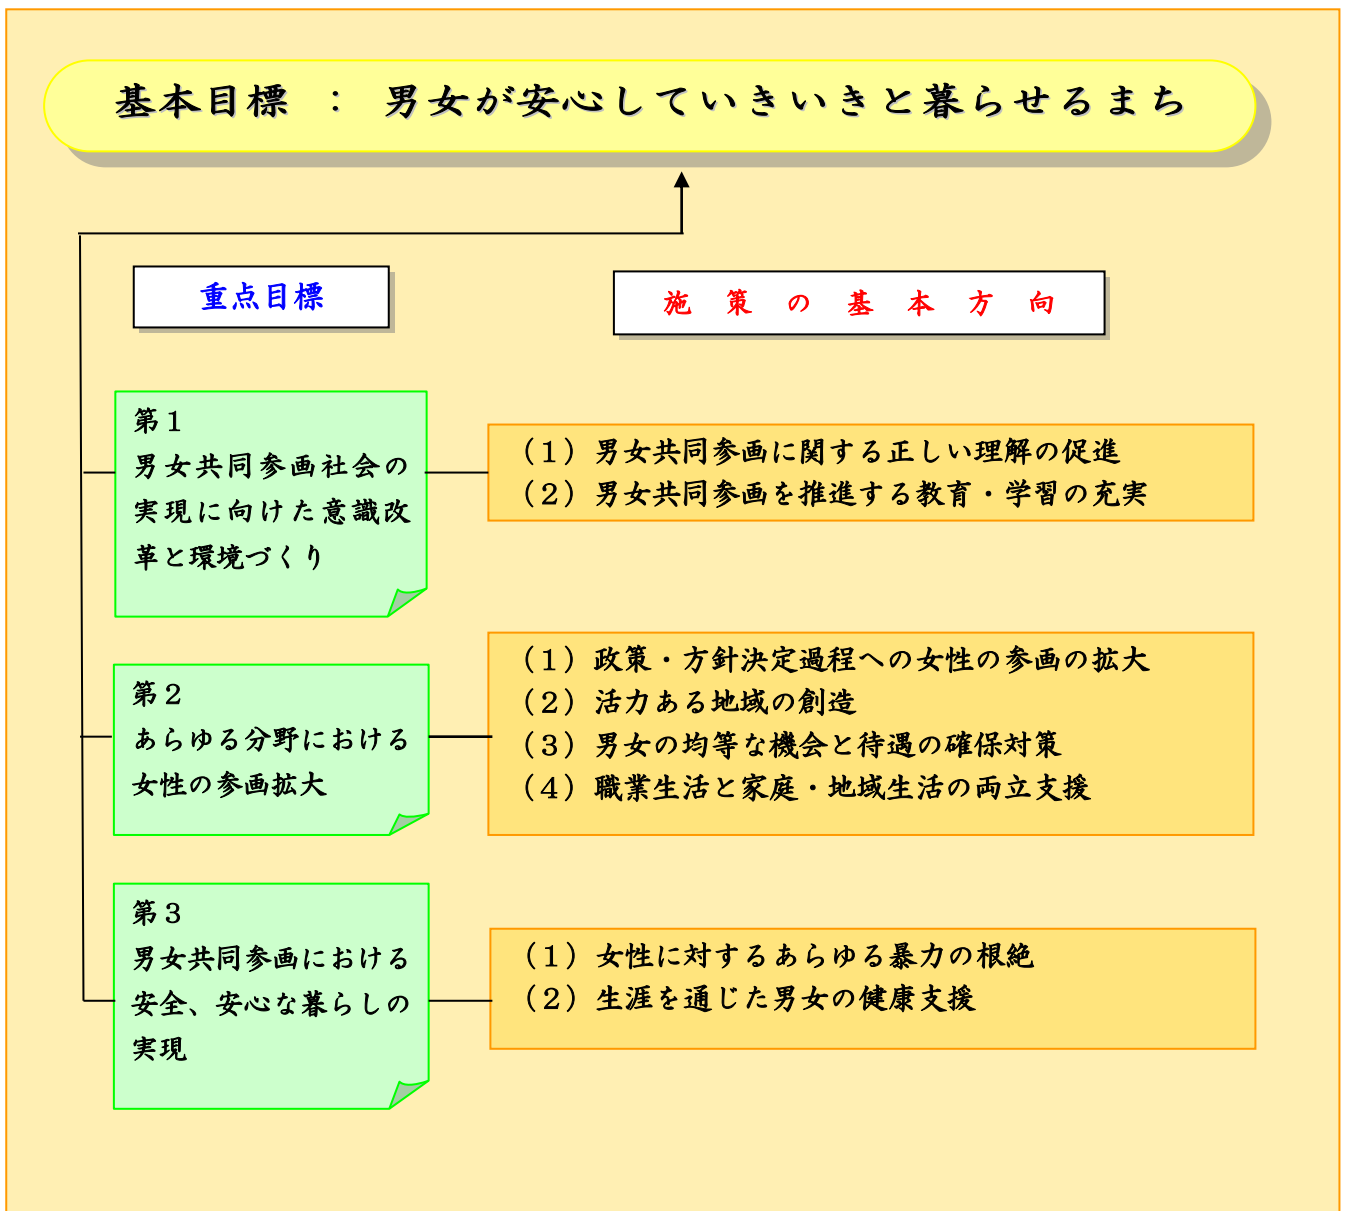 基本目標 ： 男女が安心していきいきと暮らせるまち
重点目標
施策の基本方向
第１
男女共同参画社会の
実現に向けた意識改
革と環境づくり
（１）男女共同参画に関する正しい理解の促進
（２）男女共同参画を推進する教育・学習の充実
第２
あらゆる分野における
女性の参画拡大
（１）政策・方針決定過程への女性の参画の拡大
（２）活力ある地域の創造
（３）男女の均等な機会と待遇の確保対策
（４）職業生活と家庭・地域生活の両立支援
第３
男女共同参画における
安全、安心な暮らしの
実現
（１）女性に対するあらゆる暴力の根絶
（２）生涯を通じた男女の健康支援